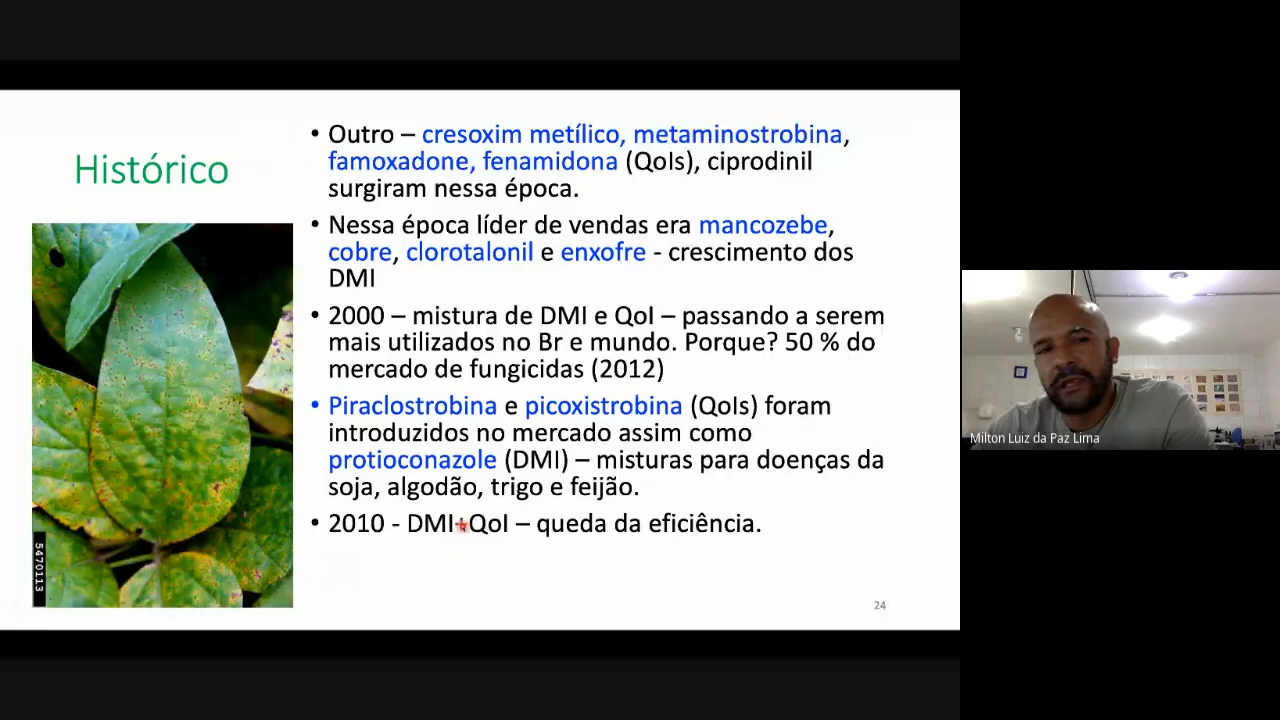 Histórico
• Outro – cresoxim metílico, metaminostrobina,
famoxadone, fenamidona (QoIs), ciprodinil
surgiram nessa época.
• Nessa época líder de vendas era mancozebe,
cobre, clorotalonil e enxofre - crescimento dos
DMI
• 2000 – mistura de DMI e QoI – passando a serem
mais utilizados no Br e mundo. Porque? 50 % do
mercado de fungicidas (2012)
• Piraclostrobina e picoxistrobina (QoIs) foram
introduzidos no mercado assim como
protioconazole (DMI) – misturas para doenças da
soja, algodão, trigo e feijão.
• 2010 - DMI+QoI – queda da eficiência.
5470113
24
Milton Luiz da Paz Lima